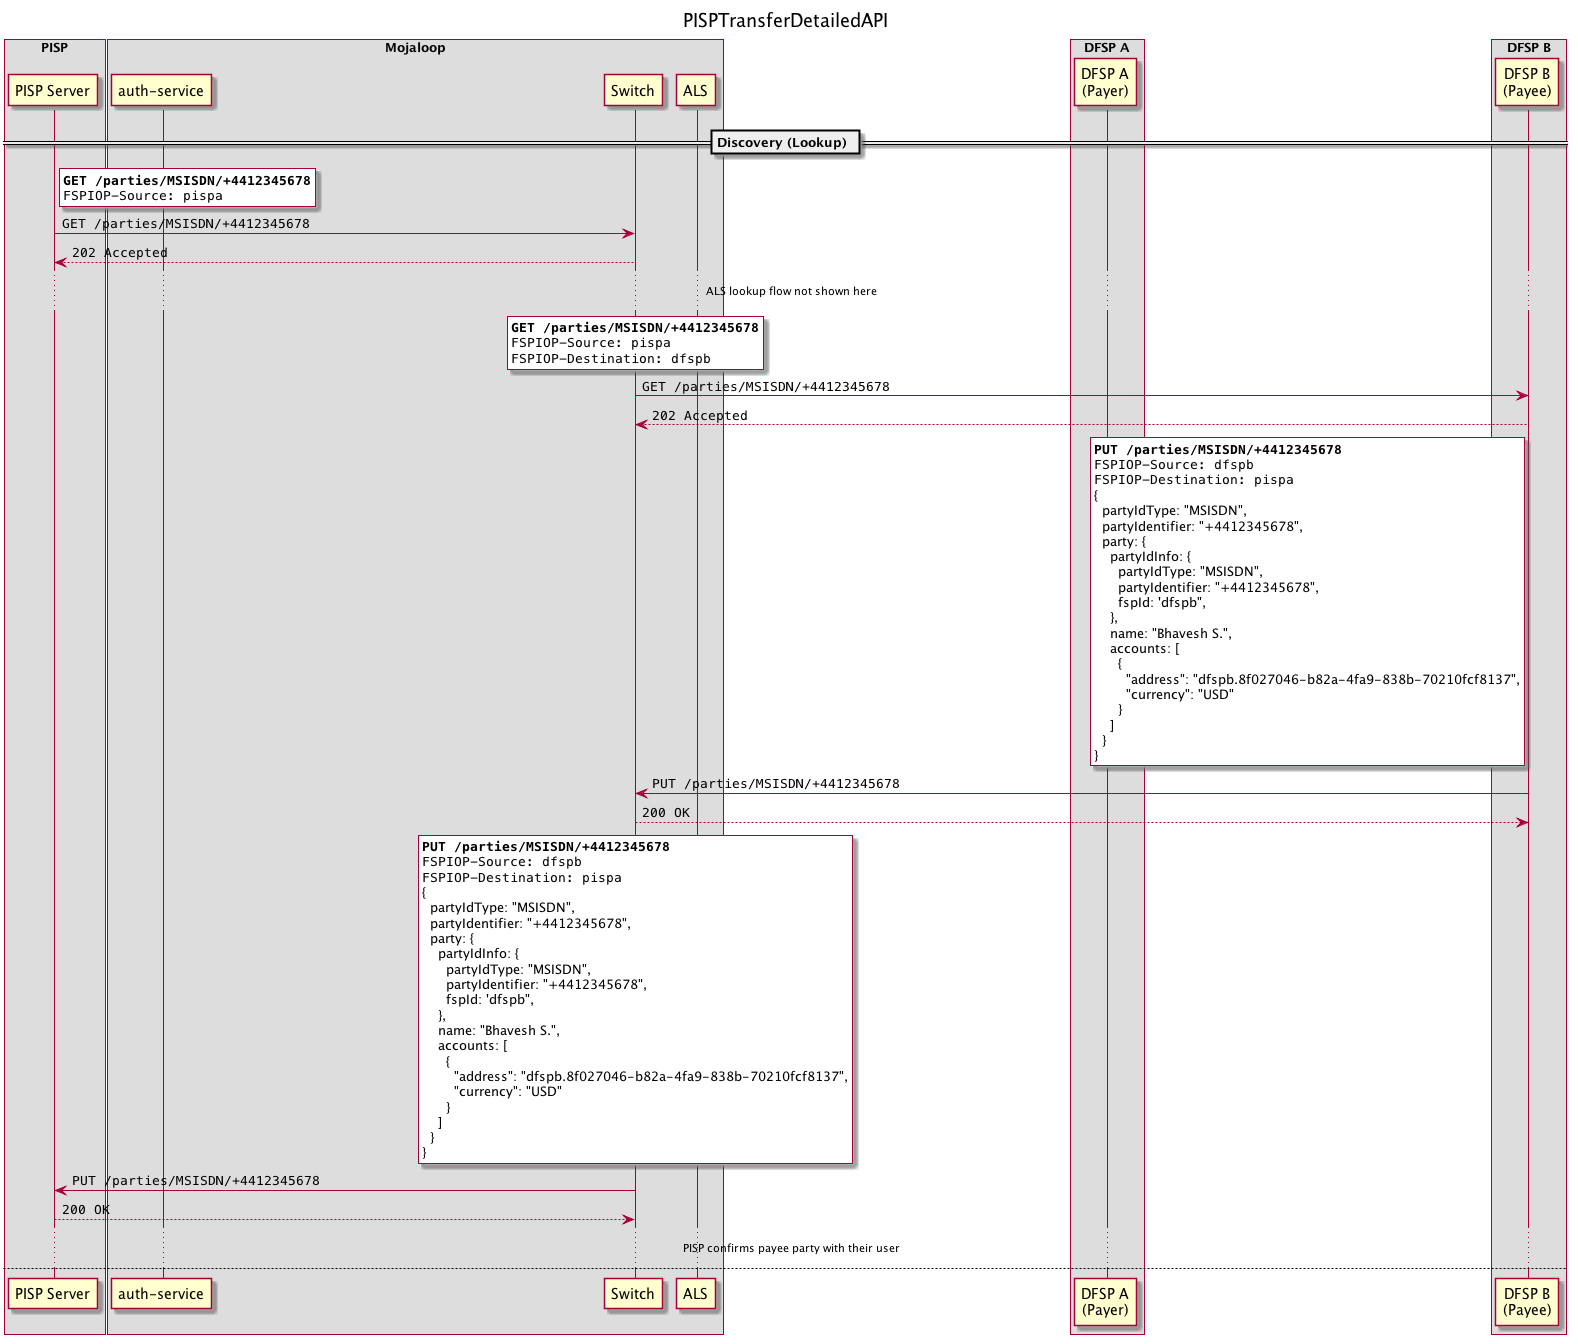 PISPTransferDetailedAPI
PISP
Mojaloop
DFSP A
DFSP B
PISP Server
auth-service
Switch
ALS
DFSP A
(Payer)
DFSP B
(Payee)
Discovery (Lookup)
GET /parties/MSISDN/+4412345678
FSPIOP-Source: pispa
GET /parties/MSISDN/+4412345678
202 Accepted
ALS lookup flow not shown here
GET /parties/MSISDN/+4412345678
FSPIOP-Source: pispa
FSPIOP-Destination: dfspb
GET /parties/MSISDN/+4412345678
202 Accepted
PUT /parties/MSISDN/+4412345678
FSPIOP-Source: dfspb
FSPIOP-Destination: pispa
{
partyIdType: "MSISDN",
partyIdentifier: "+4412345678",
party: {
partyIdInfo: {
partyIdType: "MSISDN",
partyIdentifier: "+4412345678",
fspId: 'dfspb",
},
name: "Bhavesh S.",
accounts: [
{
"address": "dfspb.8f027046-b82a-4fa9-838b-70210fcf8137",
"currency": "USD"
}
]
}
}
PUT /parties/MSISDN/+4412345678
200 OK
PUT /parties/MSISDN/+4412345678
FSPIOP-Source: dfspb
FSPIOP-Destination: pispa
{
partyIdType: "MSISDN",
partyIdentifier: "+4412345678",
party: {
partyIdInfo: {
partyIdType: "MSISDN",
partyIdentifier: "+4412345678",
fspId: 'dfspb",
},
name: "Bhavesh S.",
accounts: [
{
"address": "dfspb.8f027046-b82a-4fa9-838b-70210fcf8137",
"currency": "USD"
}
]
}
}
PUT /parties/MSISDN/+4412345678
200 OK
PISP confirms payee party with their user
PISP Server
auth-service
Switch
ALS
DFSP A
(Payer)
DFSP B
(Payee)